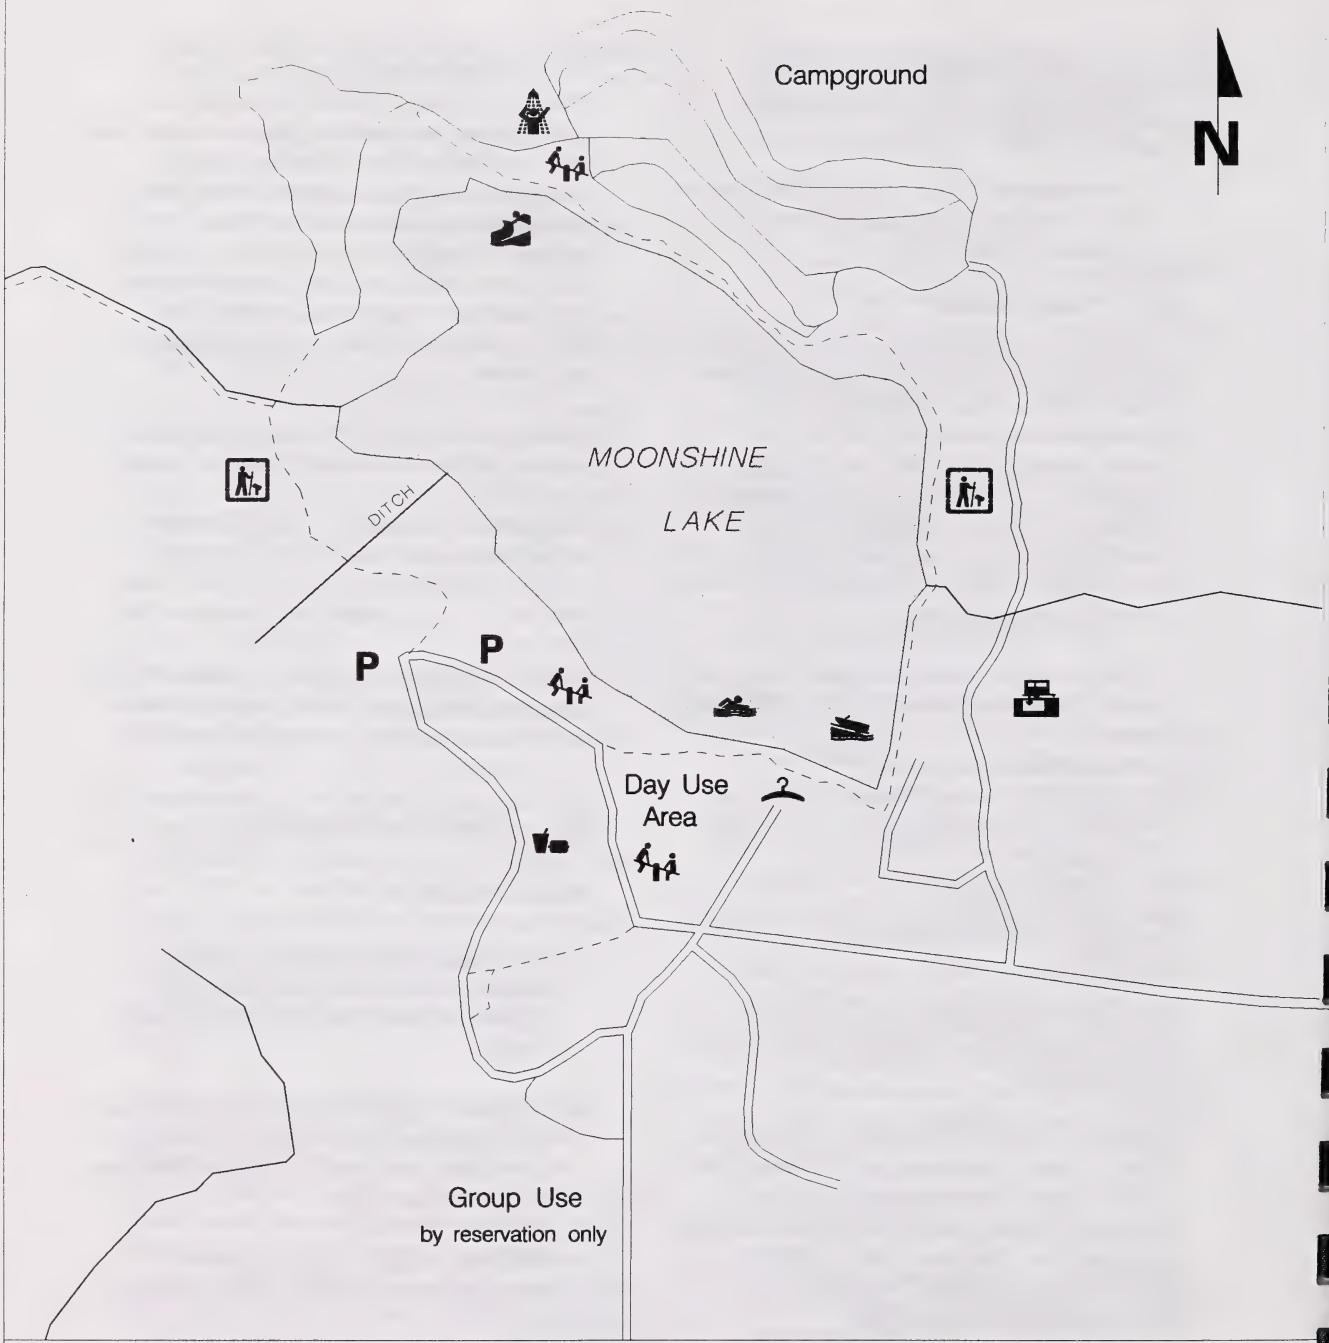 Campground
N
MOONSHINE
LAKE
DITCH
P
P
Day Use
Area
Group Use
by reservation only